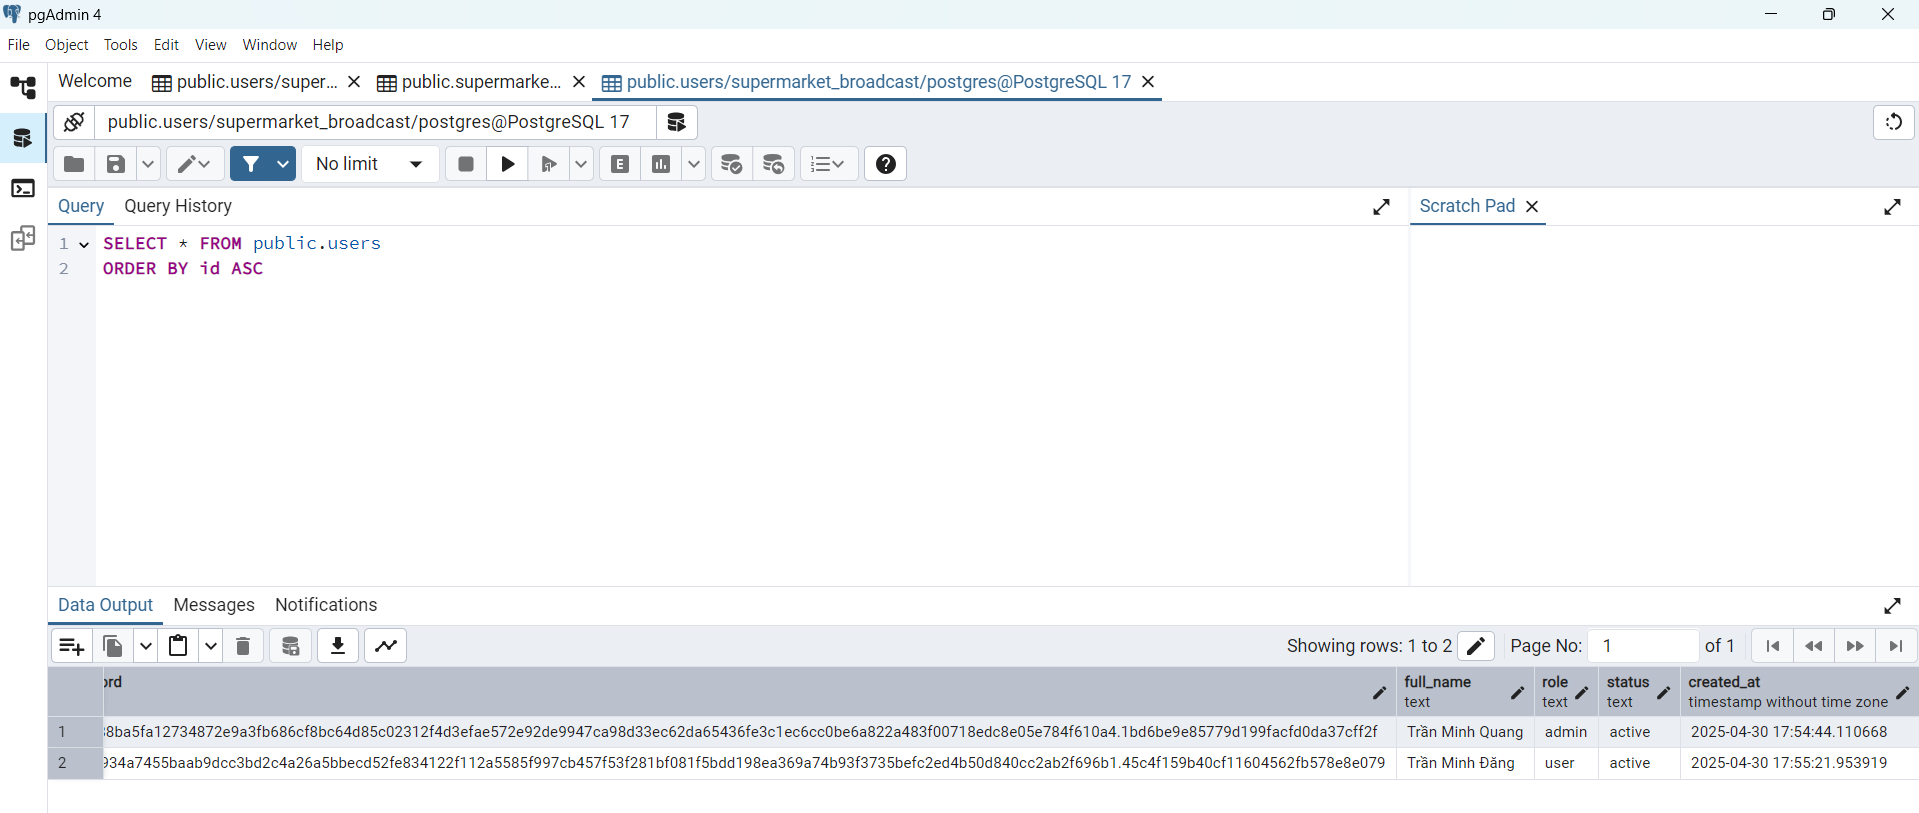 pgAdmin 4
File Object Tools Edit View Window Help
Welcome public.users/super... public.supermarke... public.users/supermarket_broadcast/postgres@PostgreSQL 17
public.users/supermarket_broadcast/postgres@PostgreSQL 17
No limit E
Query Query History Scratch Pad
1 SELECT * FROM public.users
2 ORDER BY id ASC
Data Output Messages Notifications
Showing rows: 1 to 2 Page No: 1 of 1
ord full_name role status created_at
text text text timestamp without time zone
1 38ba5fa12734872e9a3fb686cf8bc64d85c02312f4d3efae572e92de9947ca98d33ec62da65436fe3c1ec6cc0be6a822a483f00718edc8e05e784f610a4.1bd6be9e85779d199facfd0da37cff2f Trần Minh Quang admin active 2025-04-30 17:54:44.110668
2 934a7455baab9dcc3bd2c4a26a5bbecd52fe834122f112a5585f997cb457f53f281bf081f5bdd198ea369a74b93f3735befc2ed4b50d840cc2ab2f696b1.45c4f159b40cf11604562fb578e8e079 Trần Minh Đăng user active 2025-04-30 17:55:21.953919